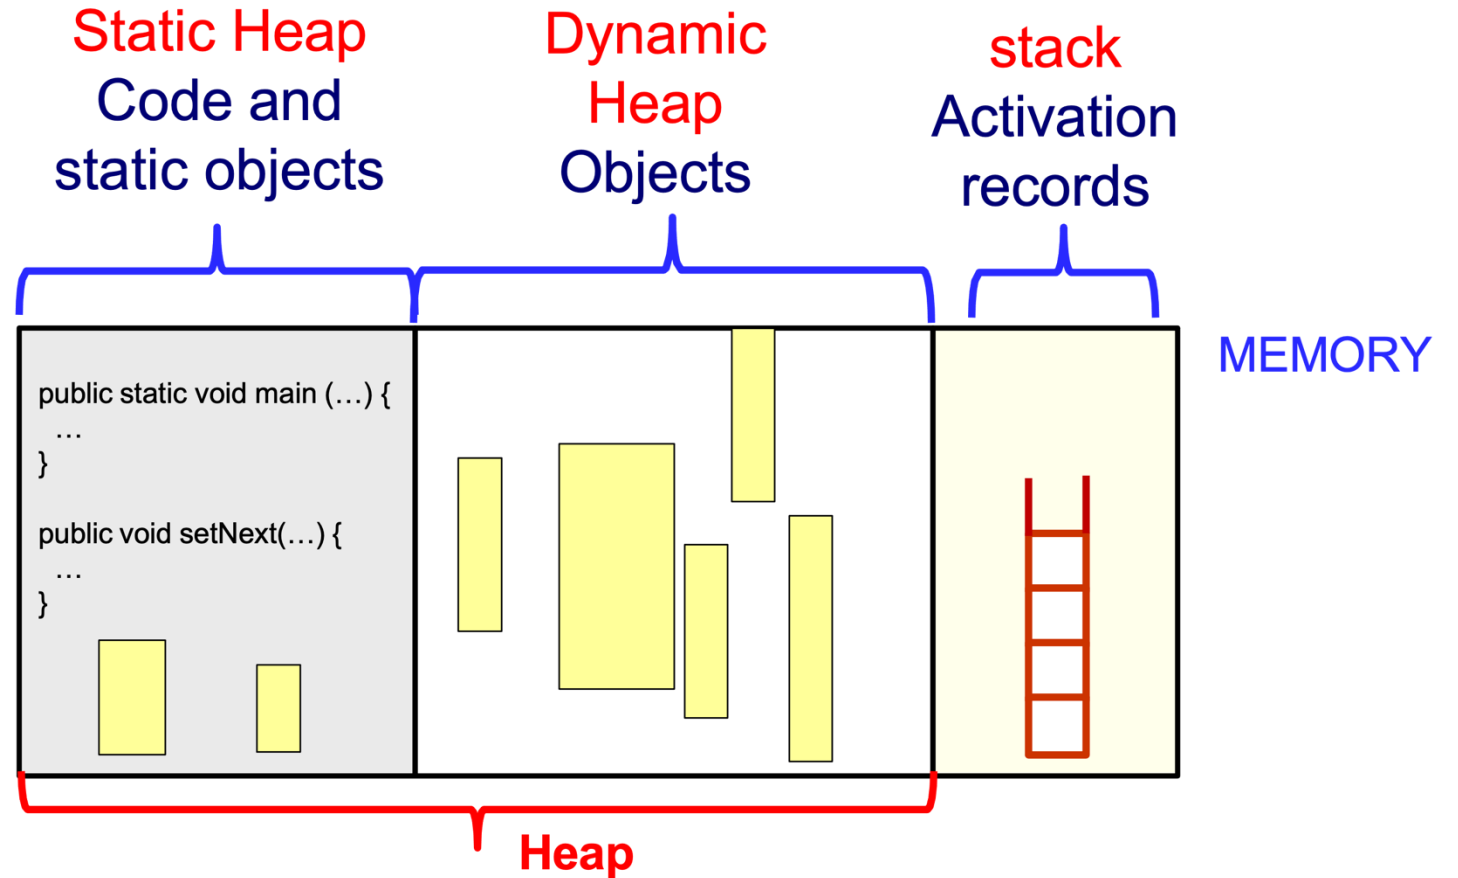 Static Heap
Code and
static objects
Dynamic
Heap
Objects
stack
Activation
records
MEMORY
public static void main (…) {
…
}
public void setNext(…) {
…
}
Heap